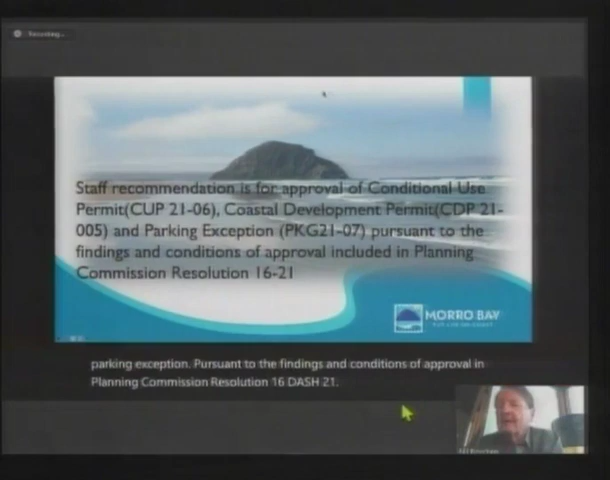 Recording...
Staff recommendation is for approval of Conditional Use
Permit(CUP 21-06), Coastal Development Permit(CDP 21-
005) and Parking Exception (PKG21-07) pursuant to the
findings and conditions of approval included in Planning
Commission Resolution 16-21
MORRO BAY
parking exception. Pursuant to the findings and conditions of approval in
Planning Commission Resolution 16 DASH 21.